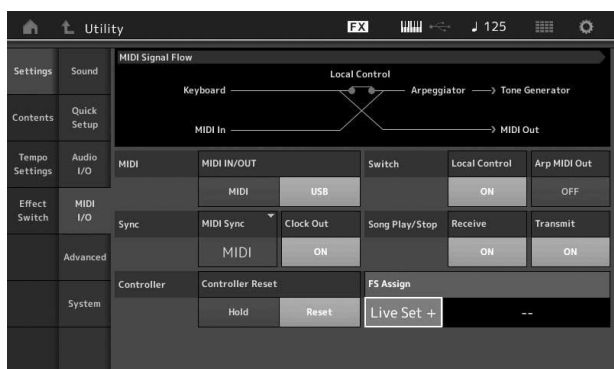 Utility
FX
♩ 125
Settings
Sound
Contents
Quick
Setup
Tempo
Settings
Audio
I/O
Effect
Switch
MIDI
I/O
Advanced
System
MIDI Signal Flow
Local Control
Keyboard
Arpeggiator
Tone Generator
MIDI In
MIDI Out
MIDI
MIDI IN/OUT
MIDI
USB
Switch
Local Control
ON
Arp MIDI Out
OFF
Sync
MIDI Sync
MIDI
Clock Out
ON
Song Play/Stop
Receive
ON
Transmit
ON
Controller
Controller Reset
Hold
Reset
FS Assign
Live Set +
--